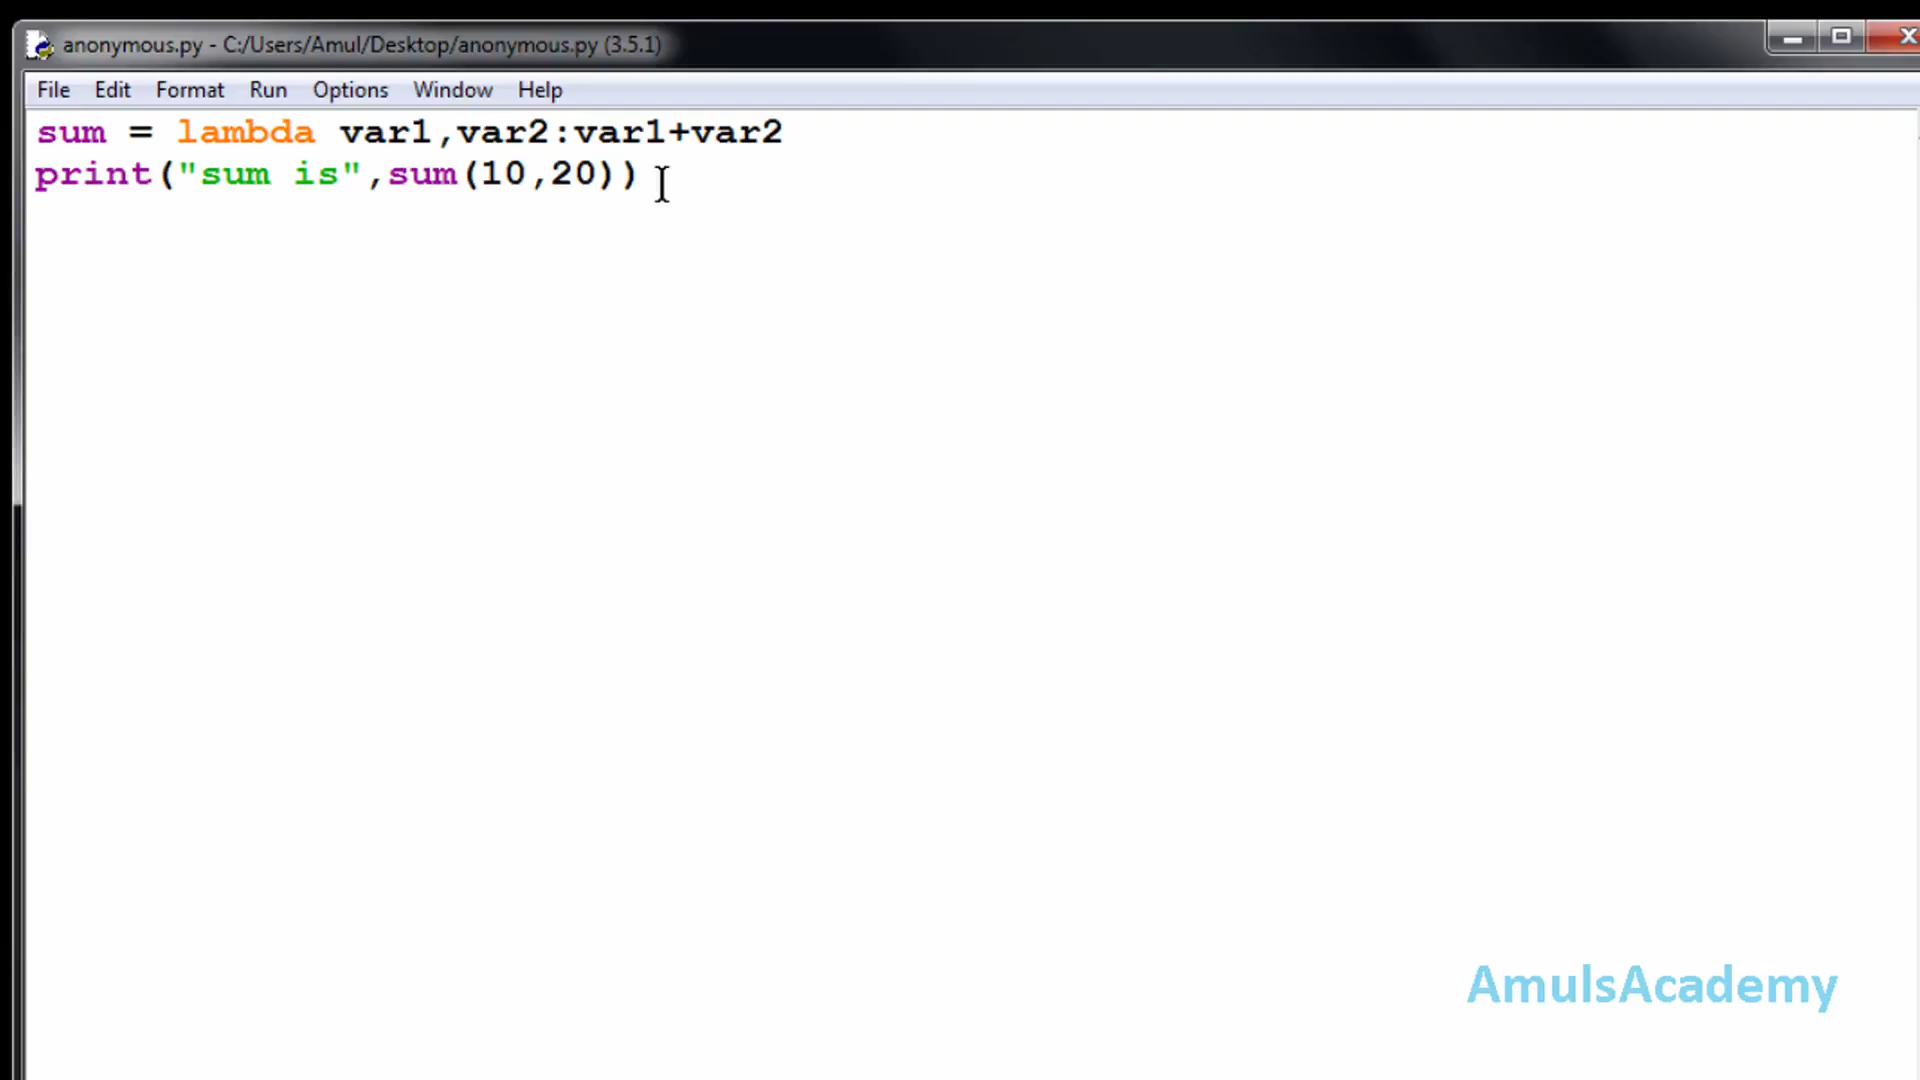 anonymous.py - C:/Users/Amul/Desktop/anonymous.py (3.5.1)
File Edit Format Run Options Window Help
sum = lambda var1,var2:var1+var2
print("sum is",sum(10,20))
AmulsAcademy